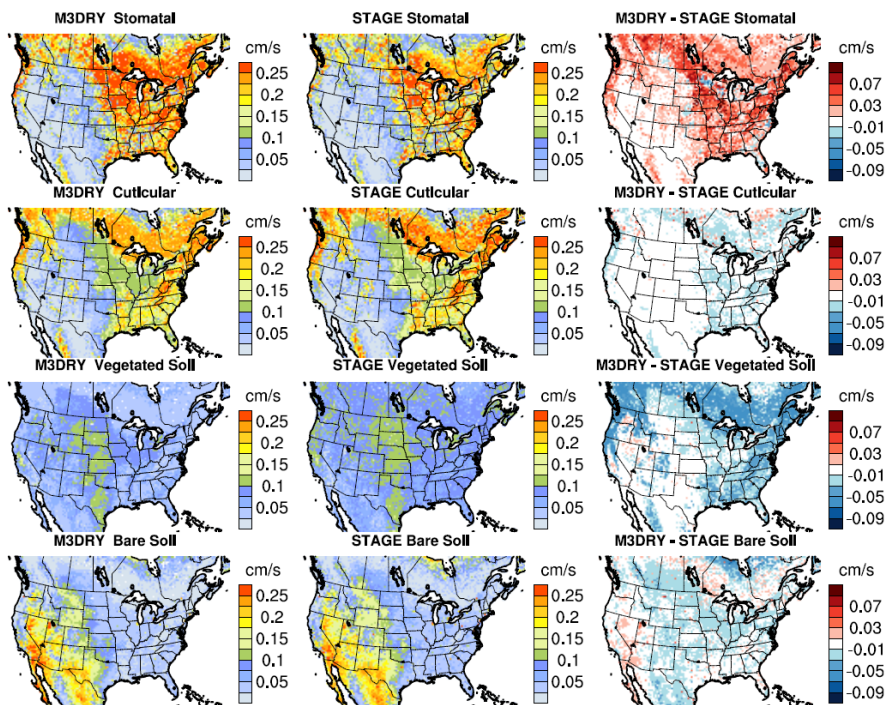 M3DRY Stomatal
STAGE Stomatal
M3DRY - STAGE Stomatal
cm/s
0.25
0.2
0.15
0.1
0.05
cm/s
0.25
0.2
0.15
0.1
0.05
cm/s
0.07
0.03
-0.01
-0.05
-0.09
M3DRY Cuticular
STAGE Cuticular
M3DRY - STAGE Cuticular
cm/s
0.25
0.2
0.15
0.1
0.05
cm/s
0.25
0.2
0.15
0.1
0.05
cm/s
0.07
0.03
-0.01
-0.05
-0.09
M3DRY Vegetated Soil
STAGE Vegetated Soil
M3DRY - STAGE Vegetated Soil
cm/s
0.25
0.2
0.15
0.1
0.05
cm/s
0.25
0.2
0.15
0.1
0.05
cm/s
0.07
0.03
-0.01
-0.05
-0.09
M3DRY Bare Soil
STAGE Bare Soil
M3DRY - STAGE Bare Soil
cm/s
0.25
0.2
0.15
0.1
0.05
cm/s
0.25
0.2
0.15
0.1
0.05
cm/s
0.07
0.03
-0.01
-0.05
-0.09